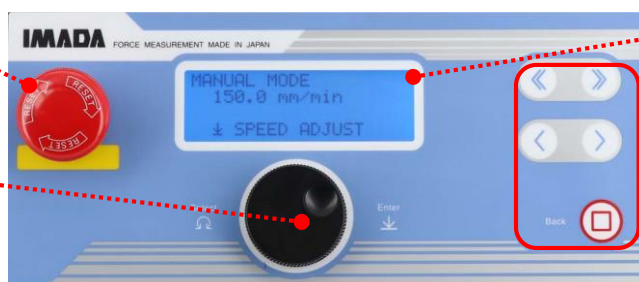 IMADA FORCE MEASUREMENT MADE IN JAPAN
RESET
RESET
RESET
MANUAL MODE
150.0 mm/min
SPEED ADJUST
Enter
Back